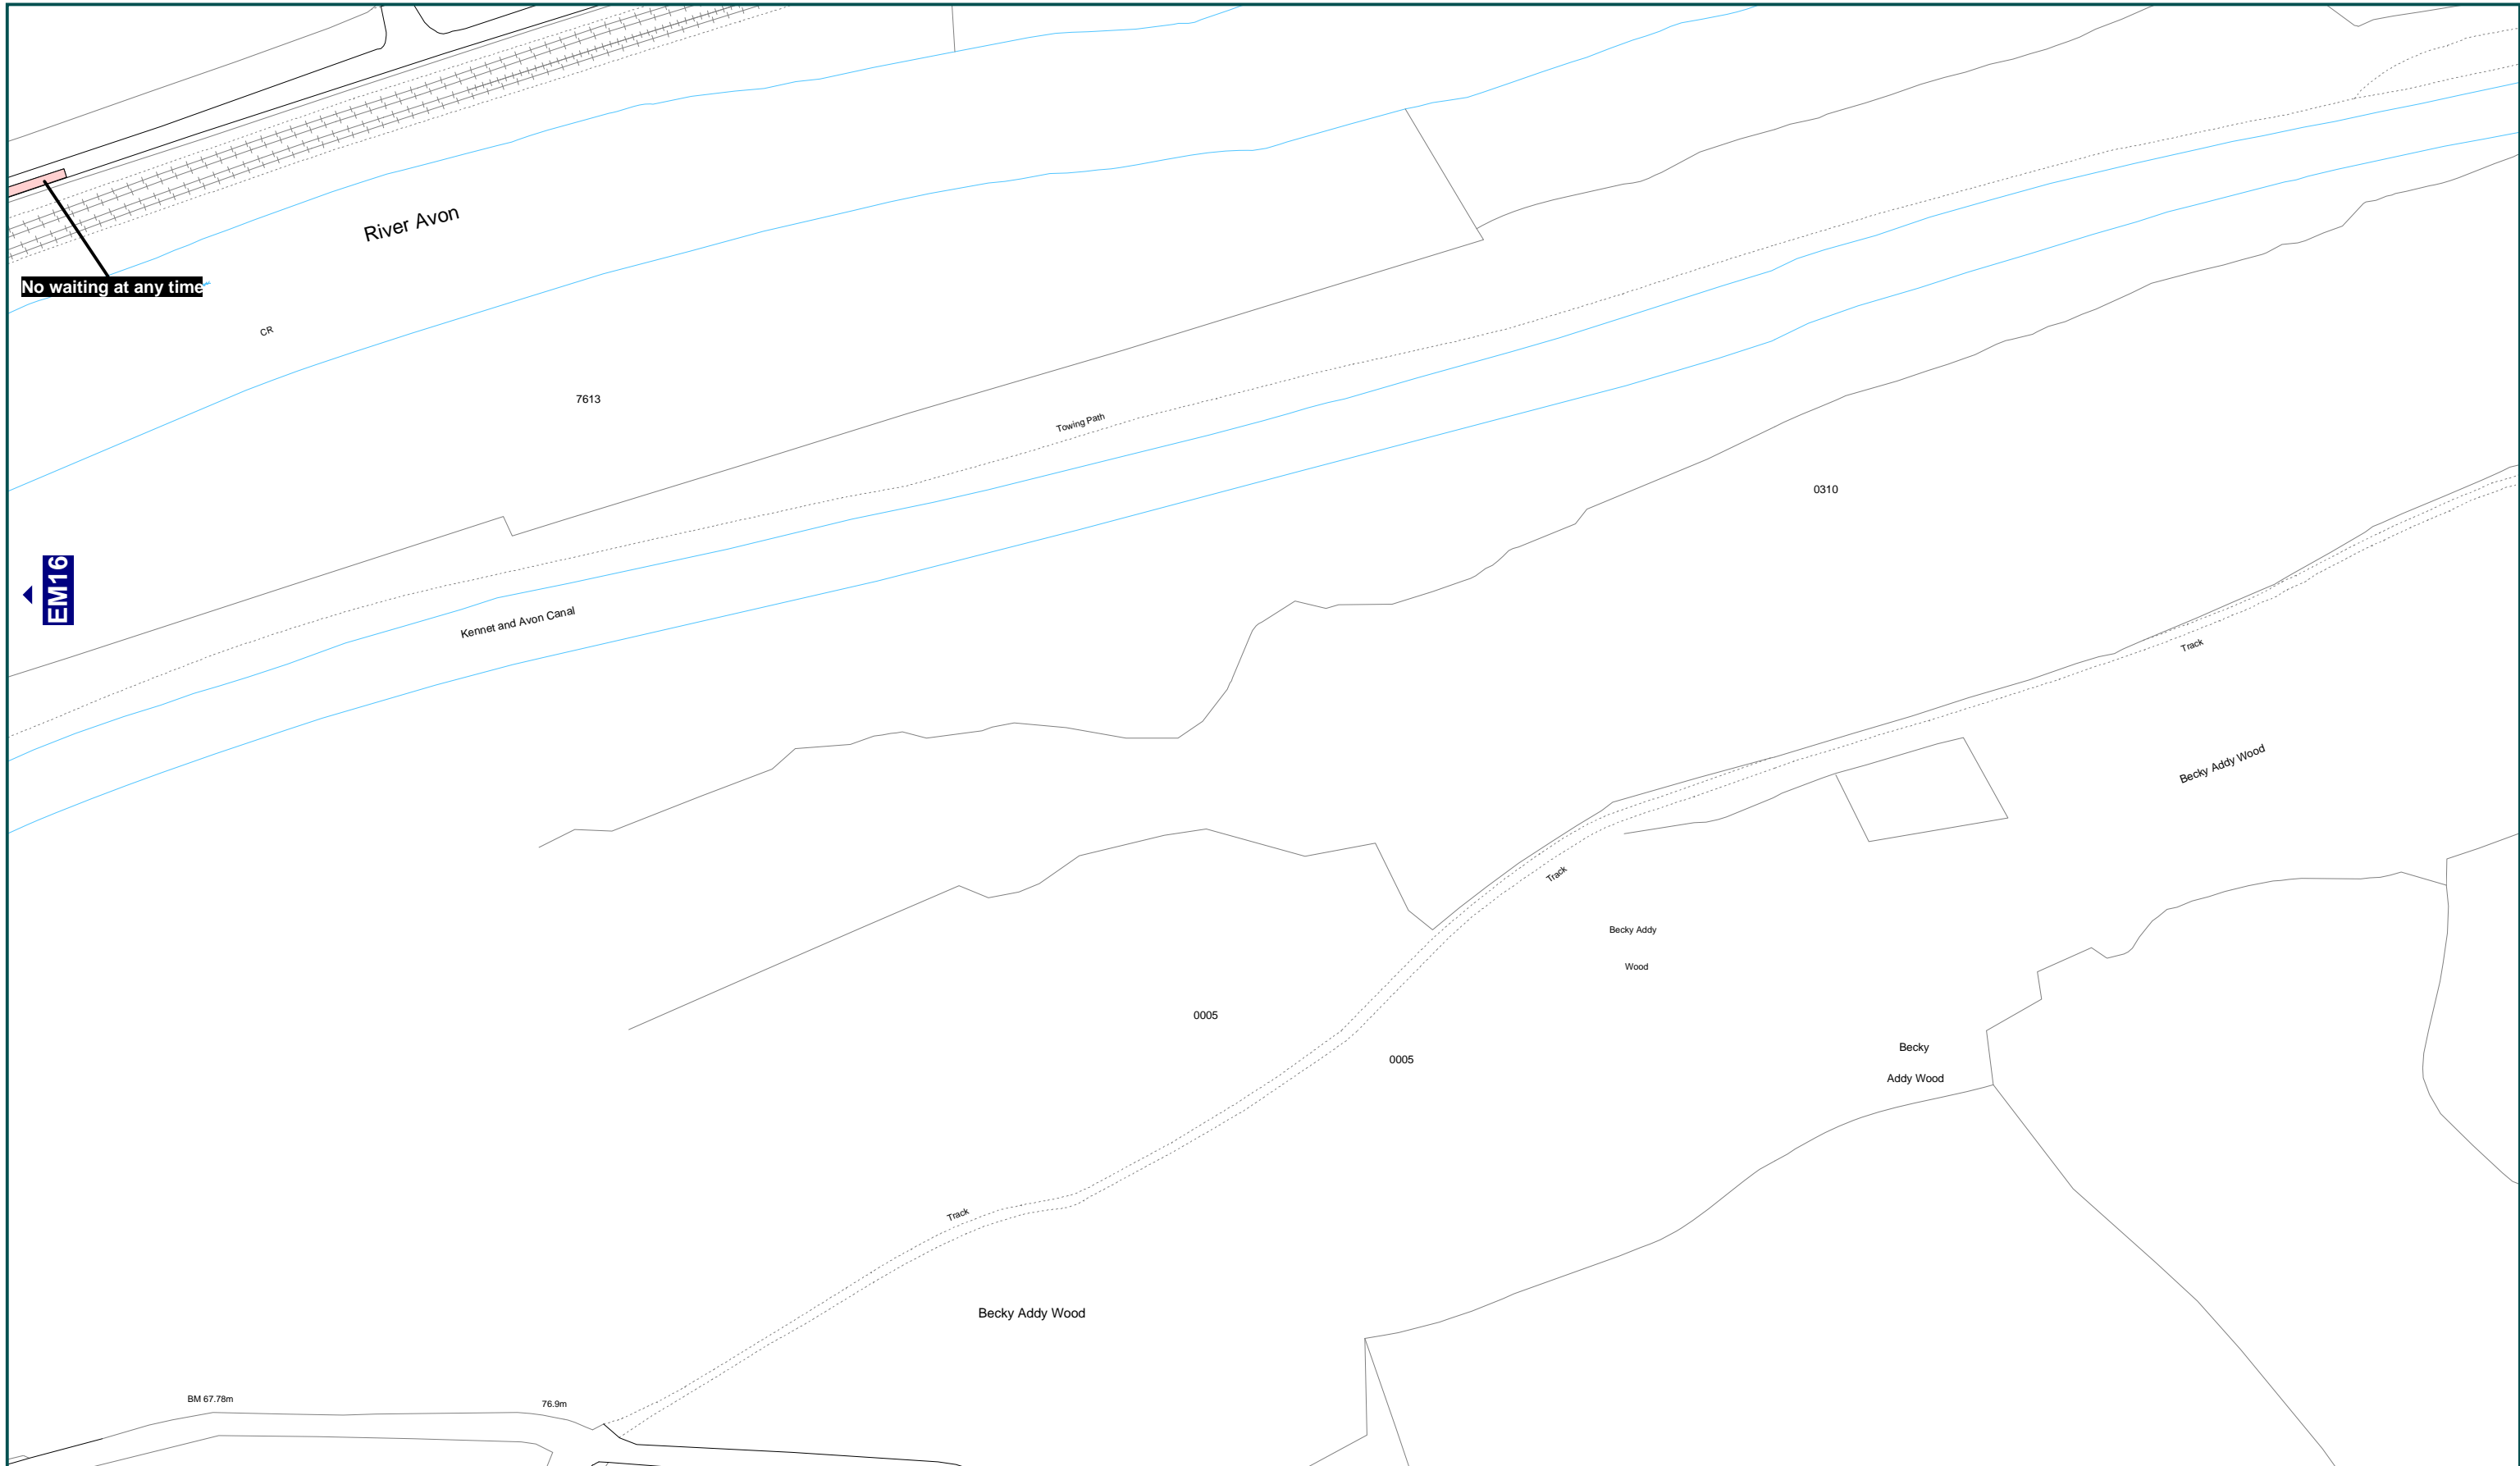 River Avon
No waiting at any time
CR
7613
Towing Path
0310
EM16
Kennet and Avon Canal
Track
Becky Addy Wood
Track
Becky Addy
Wood
0005
Becky
0005
Addy Wood
Track
Becky Addy Wood
BM 67.78m
76.9m